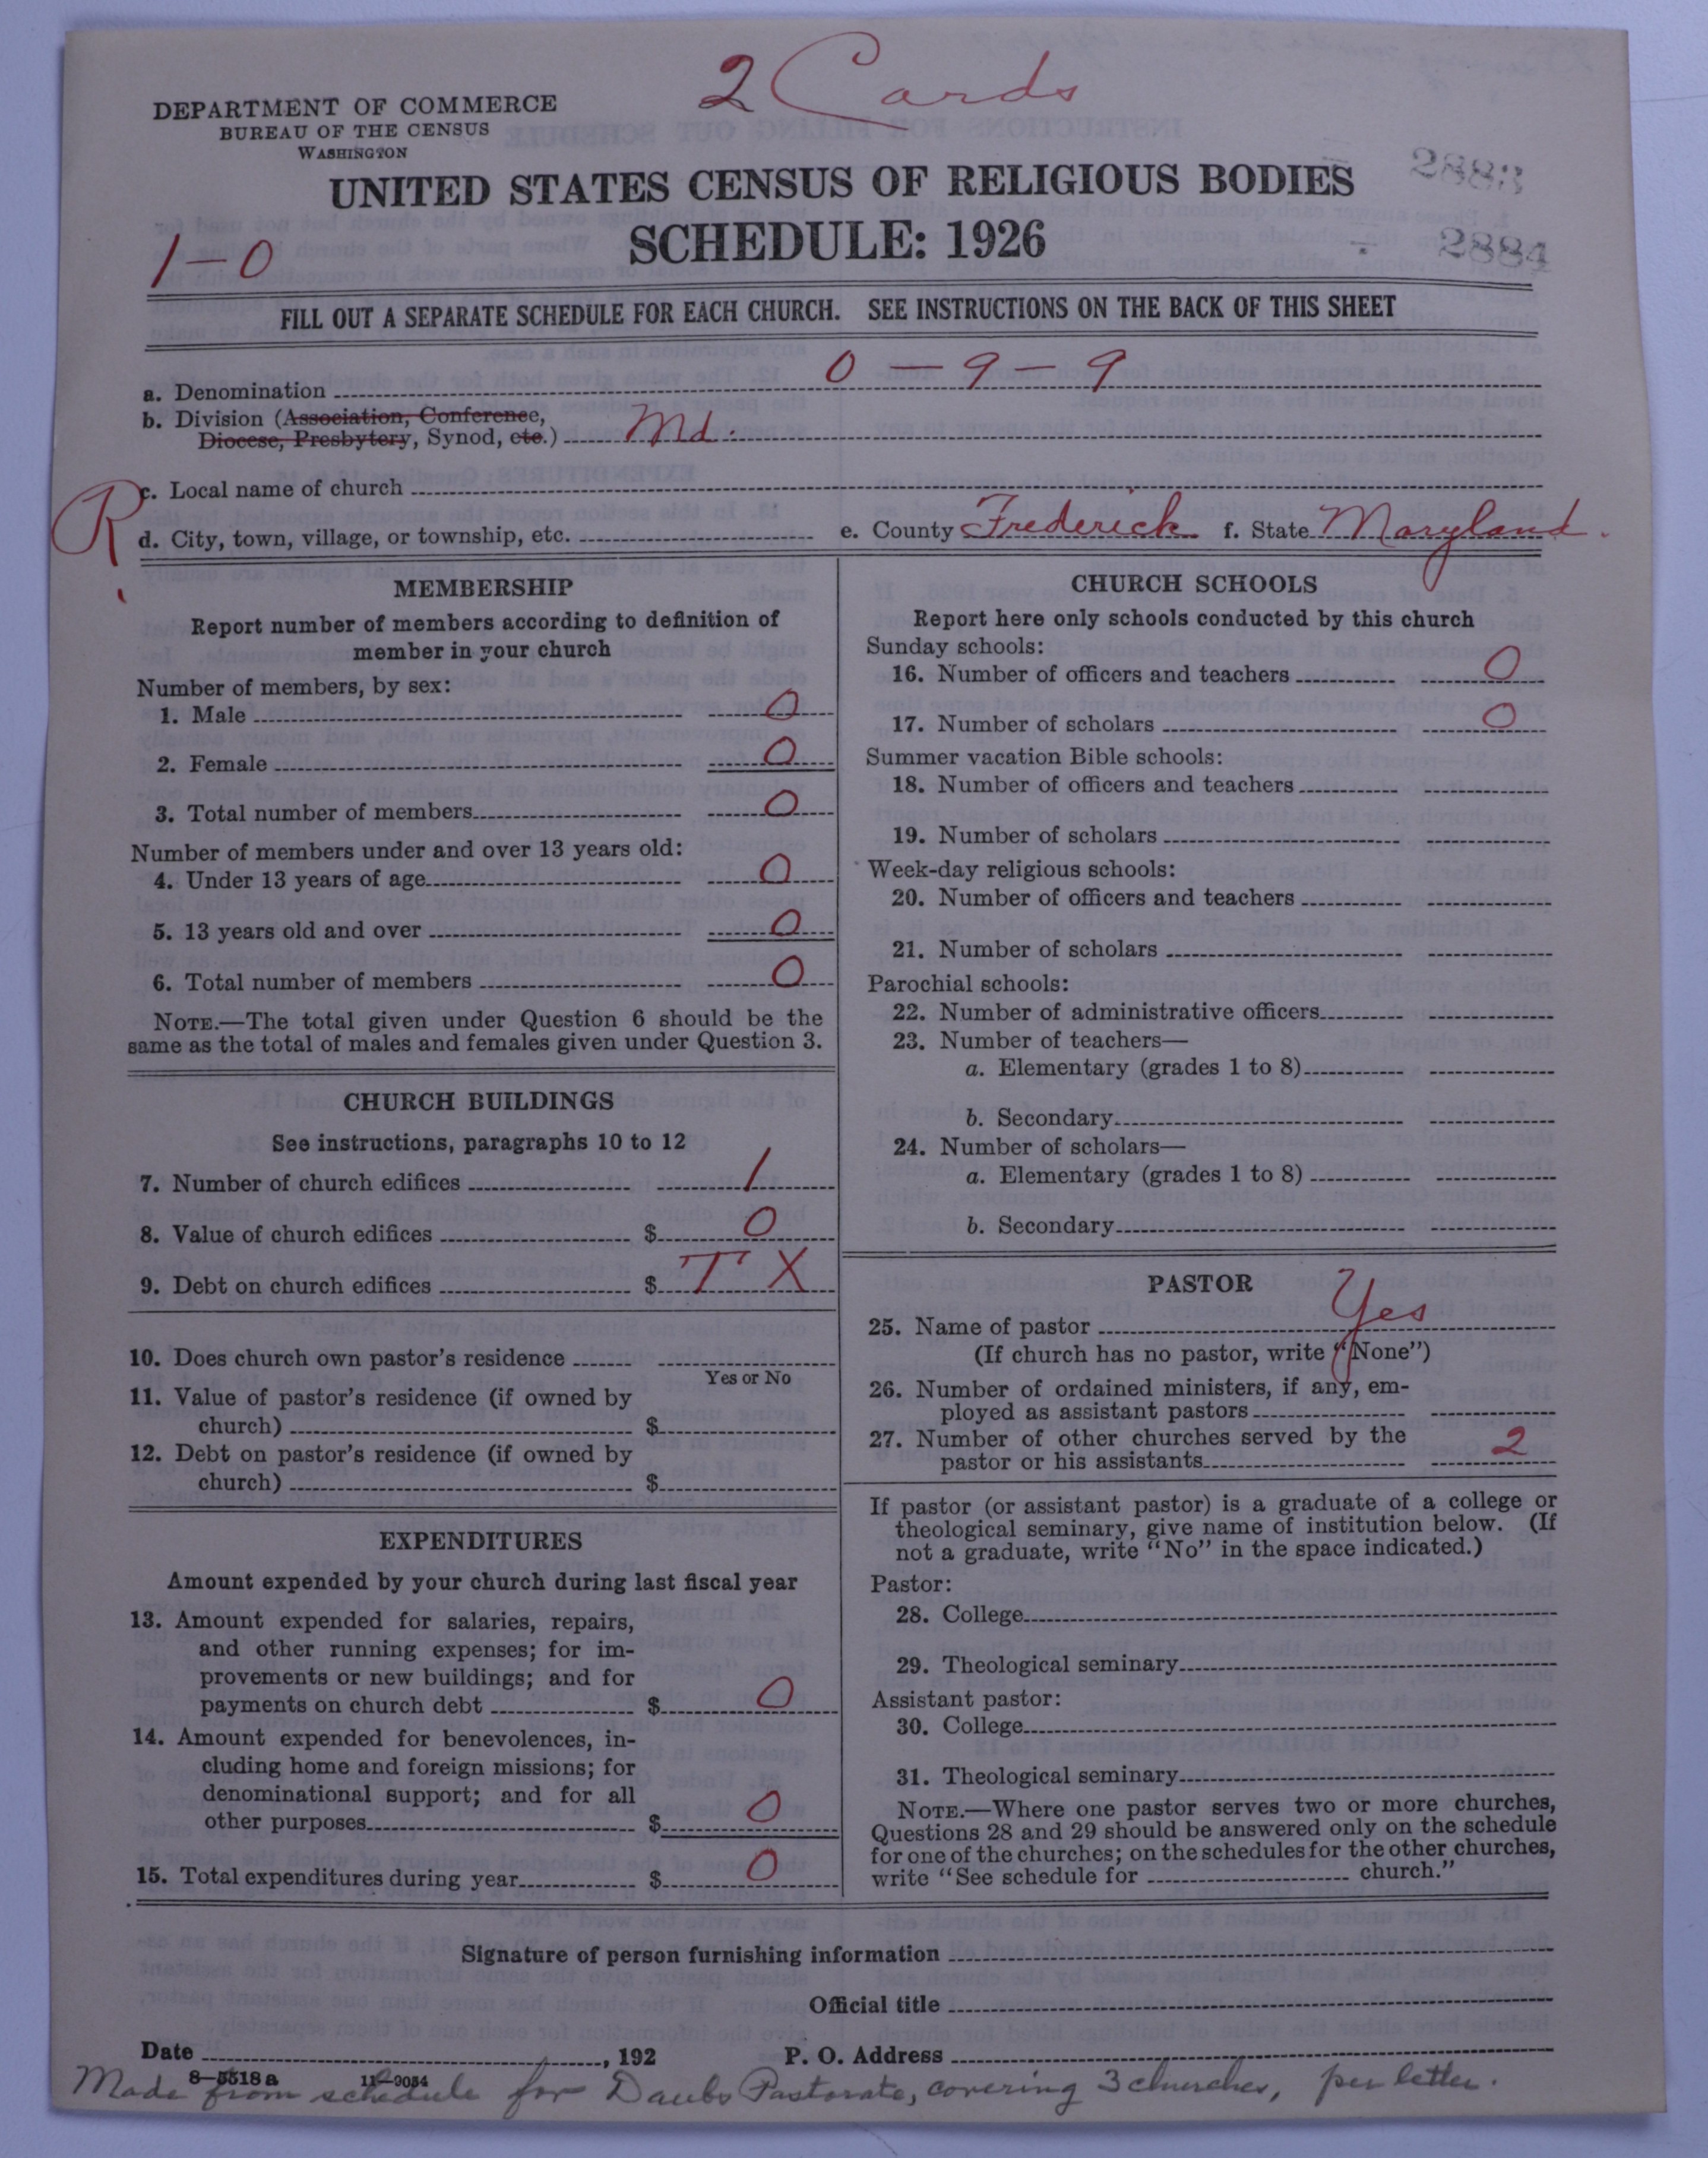 2 Cards
DEPARTMENT OF COMMERCE
BUREAU OF THE CENSUS
WASHINGTON
UNITED STATES CENSUS OF RELIGIOUS BODIES
2883
SCHEDULE: 1926
2884
1-0
FILL OUT A SEPARATE SCHEDULE FOR EACH CHURCH. SEE INSTRUCTIONS ON THE BACK OF THIS SHEET
a. Denomination 0-9-9
b. Division (Association, Conference,
Diocese, Presbytery, Synod, etc.) Md.
R
c. Local name of church
d. City, town, village, or township, etc. e. County Frederick f. State Maryland.
MEMBERSHIP
Report number of members according to definition of
member in your church
Number of members, by sex:
1. Male 0
2. Female 0
3. Total number of members 0
Number of members under and over 13 years old:
4. Under 13 years of age 0
5. 13 years old and over 0
6. Total number of members 0
NOTE.—The total given under Question 6 should be the
same as the total of males and females given under Question 3.
CHURCH BUILDINGS
See instructions, paragraphs 10 to 12
7. Number of church edifices 1
8. Value of church edifices $ 0
9. Debt on church edifices $ T X
10. Does church own pastor's residence
Yes or No
11. Value of pastor's residence (if owned by
church) $
12. Debt on pastor's residence (if owned by
church) $
EXPENDITURES
Amount expended by your church during last fiscal year
13. Amount expended for salaries, repairs,
and other running expenses; for im-
provements or new buildings; and for
payments on church debt $ 0
14. Amount expended for benevolences, in-
cluding home and foreign missions; for
denominational support; and for all
other purposes $ 0
15. Total expenditures during year $ 0
CHURCH SCHOOLS
Report here only schools conducted by this church
Sunday schools:
16. Number of officers and teachers 0
17. Number of scholars 0
Summer vacation Bible schools:
18. Number of officers and teachers
19. Number of scholars
Week-day religious schools:
20. Number of officers and teachers
21. Number of scholars
Parochial schools:
22. Number of administrative officers
23. Number of teachers—
a. Elementary (grades 1 to 8)
b. Secondary
24. Number of scholars—
a. Elementary (grades 1 to 8)
b. Secondary
PASTOR
25. Name of pastor Yes
(If church has no pastor, write "None")
26. Number of ordained ministers, if any, em-
ployed as assistant pastors
27. Number of other churches served by the
pastor or his assistants 2
If pastor (or assistant pastor) is a graduate of a college or
theological seminary, give name of institution below. (If
not a graduate, write "No" in the space indicated.)
Pastor:
28. College
29. Theological seminary
Assistant pastor:
30. College
31. Theological seminary
NOTE.—Where one pastor serves two or more churches,
Questions 28 and 29 should be answered only on the schedule
for one of the churches; on the schedules for the other churches,
write "See schedule for church."
Signature of person furnishing information
Official title
Date , 192 P. O. Address
8-5518a 11-9054
Made from schedule for Daubs Pastorate, covering 3 churches, per letter.